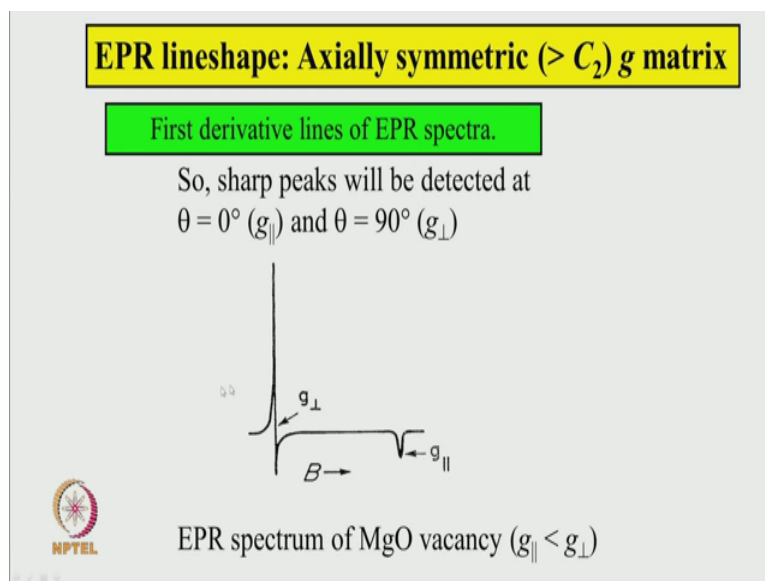 EPR lineshape: Axially symmetric (> C₂) g matrix
First derivative lines of EPR spectra.
So, sharp peaks will be detected at
θ = 0° (g||) and θ = 90° (g⊥)
g⊥
g||
B→
NPTEL
EPR spectrum of MgO vacancy (g|| < g⊥)